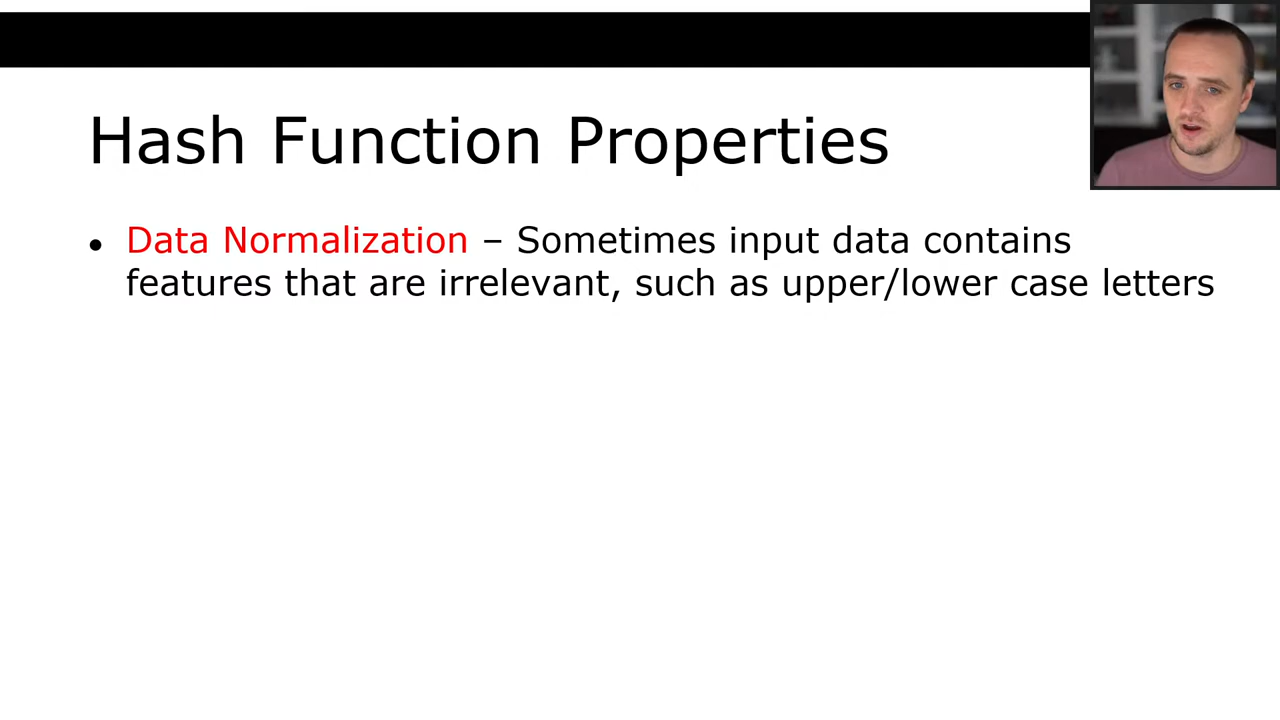 Hash Function Properties
• Data Normalization – Sometimes input data contains
features that are irrelevant, such as upper/lower case letters